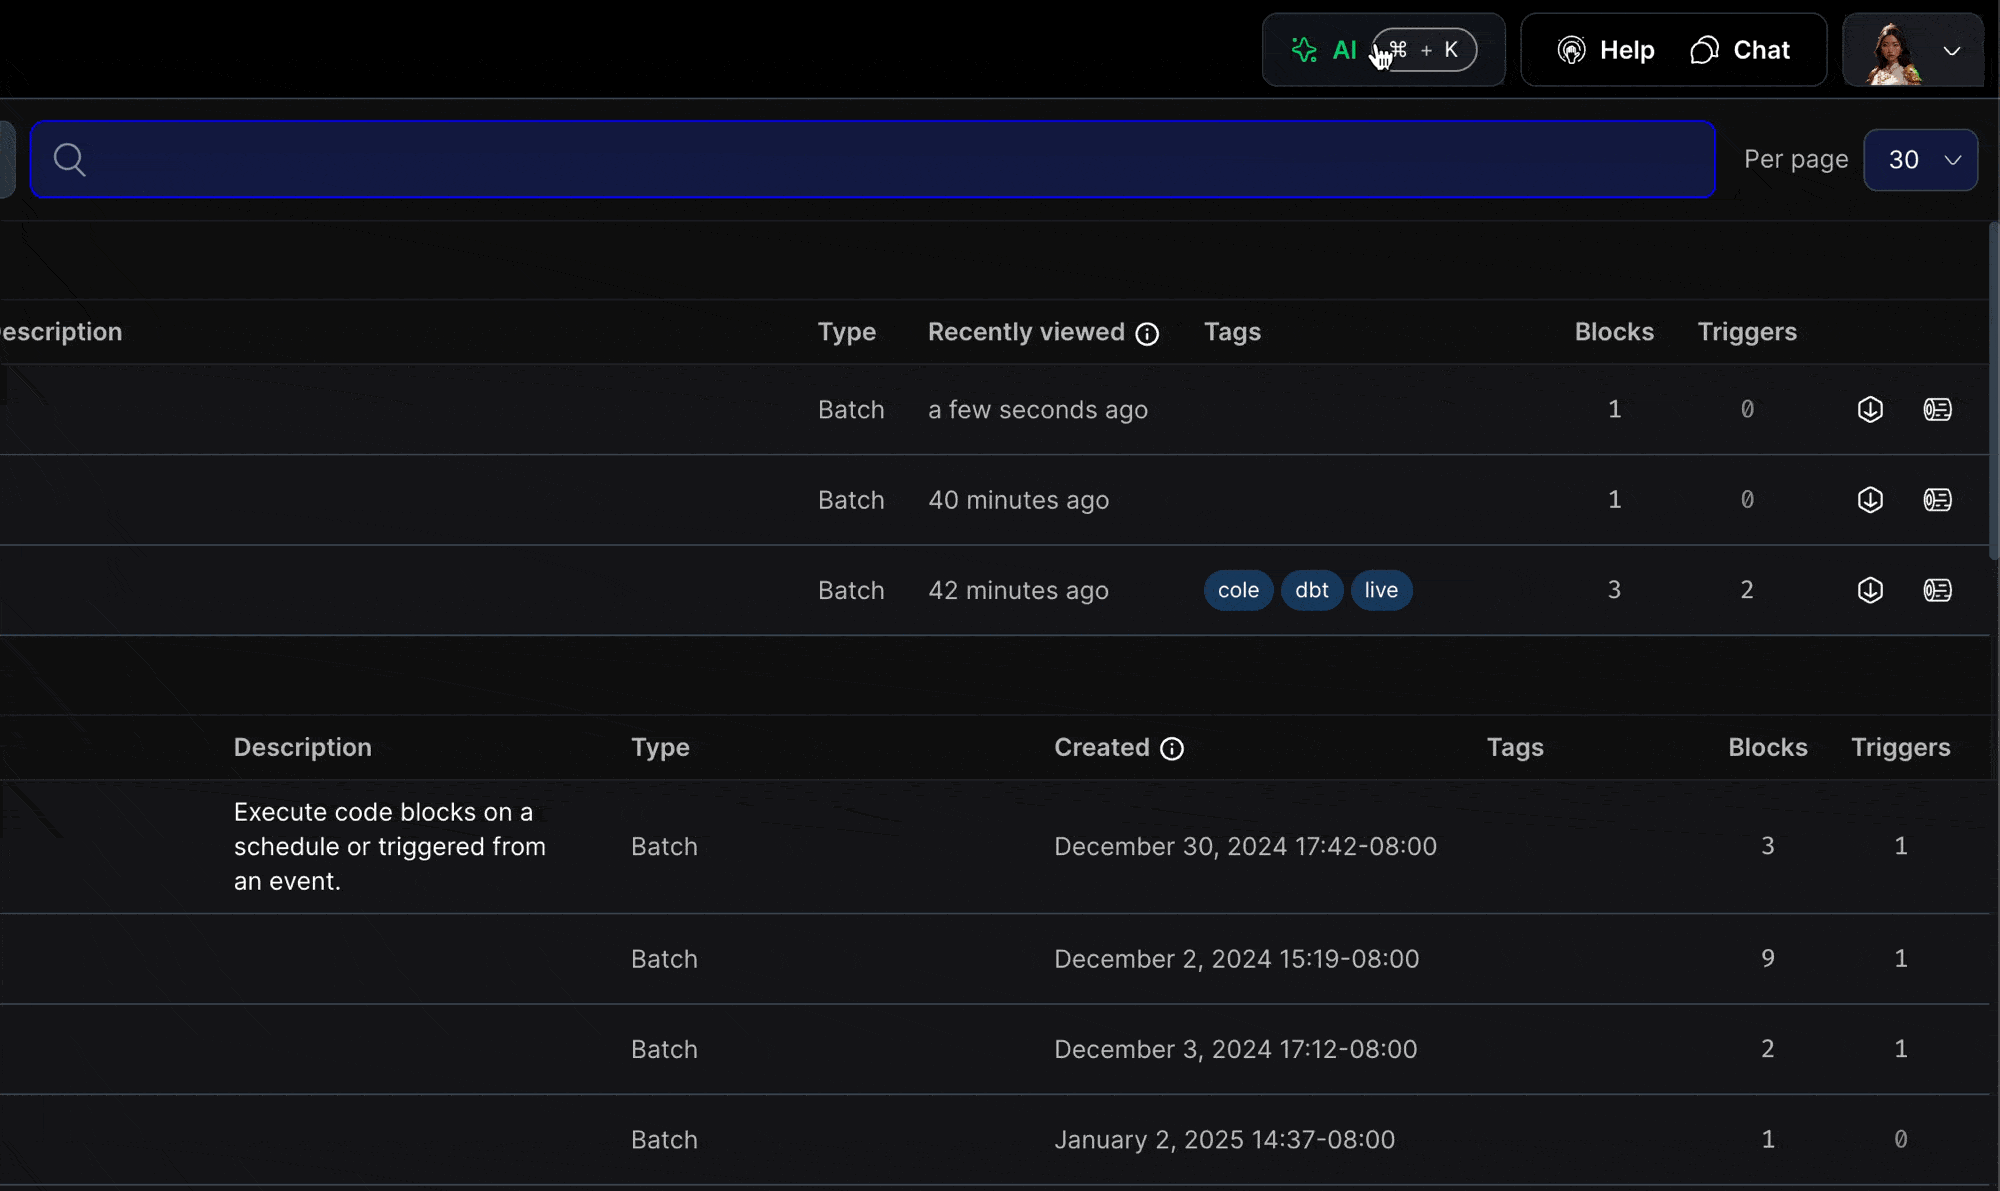 AI ⌘ + K Help Chat
Per page 30
escription Type Recently viewed Tags Blocks Triggers
Batch a few seconds ago 1 0
Batch 40 minutes ago 1 0
Batch 42 minutes ago cole dbt live 3 2
Description Type Created Tags Blocks Triggers
Execute code blocks on a
schedule or triggered from
an event.
Batch December 30, 2024 17:42-08:00 3 1
Batch December 2, 2024 15:19-08:00 9 1
Batch December 3, 2024 17:12-08:00 2 1
Batch January 2, 2025 14:37-08:00 1 0